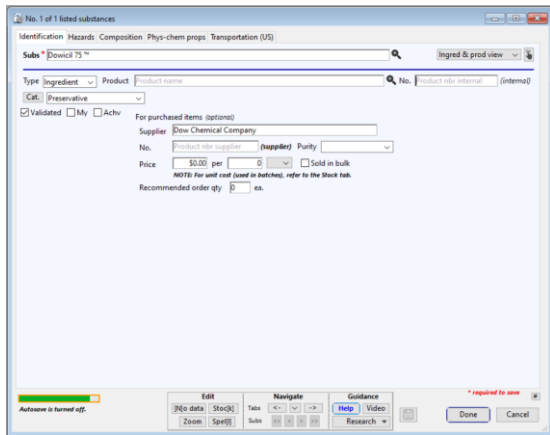 No. 1 of 1 listed substances
Identification Hazards Composition Phys-chem props Transportation (US)
Subs * Dowicil 75 ™ Ingred & prod view
Type Ingredient Product Product name No. Product nbr internal (internal)
Cat. Preservative
Validated My Achv For purchased items (optional)
Supplier Dow Chemical Company
No. Product nbr supplier (supplier) Purity
Price $0.00 per 0 Sold in bulk
NOTE: For unit cost (used in batches), refer to the Stock tab.
Recommended order qty 0 ea.
Edit Navigate Guidance * required to save #
[N]o data Stoc[k] Tabs <- -> Help Video
Autosave is turned off. Zoom Spel[l] Subs << < > >> Research Done Cancel